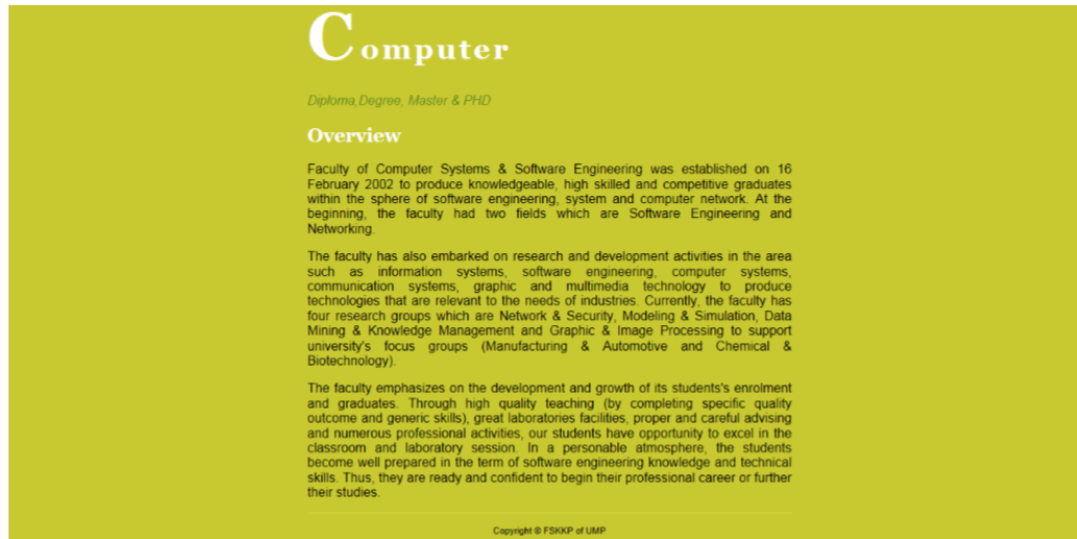 Computer
Diploma,Degree, Master & PHD
Overview
Faculty of Computer Systems & Software Engineering was established on 16
February 2002 to produce knowledgeable, high skilled and competitive graduates
within the sphere of software engineering, system and computer network. At the
beginning, the faculty had two fields which are Software Engineering and
Networking.
The faculty has also embarked on research and development activities in the area
such as information systems, software engineering, computer systems,
communication systems, graphic and multimedia technology to produce
technologies that are relevant to the needs of industries. Currently, the faculty has
four research groups which are Network & Security, Modeling & Simulation, Data
Mining & Knowledge Management and Graphic & Image Processing to support
university's focus groups (Manufacturing & Automotive and Chemical &
Biotechnology).
The faculty emphasizes on the development and growth of its students's enrolment
and graduates. Through high quality teaching (by completing specific quality
outcome and generic skills), great laboratories facilities, proper and careful advising
and numerous professional activities, our students have opportunity to excel in the
classroom and laboratory session. In a personable atmosphere, the students
become well prepared in the term of software engineering knowledge and technical
skills. Thus, they are ready and confident to begin their professional career or further
their studies.
Copyright © FSKKP of UMP